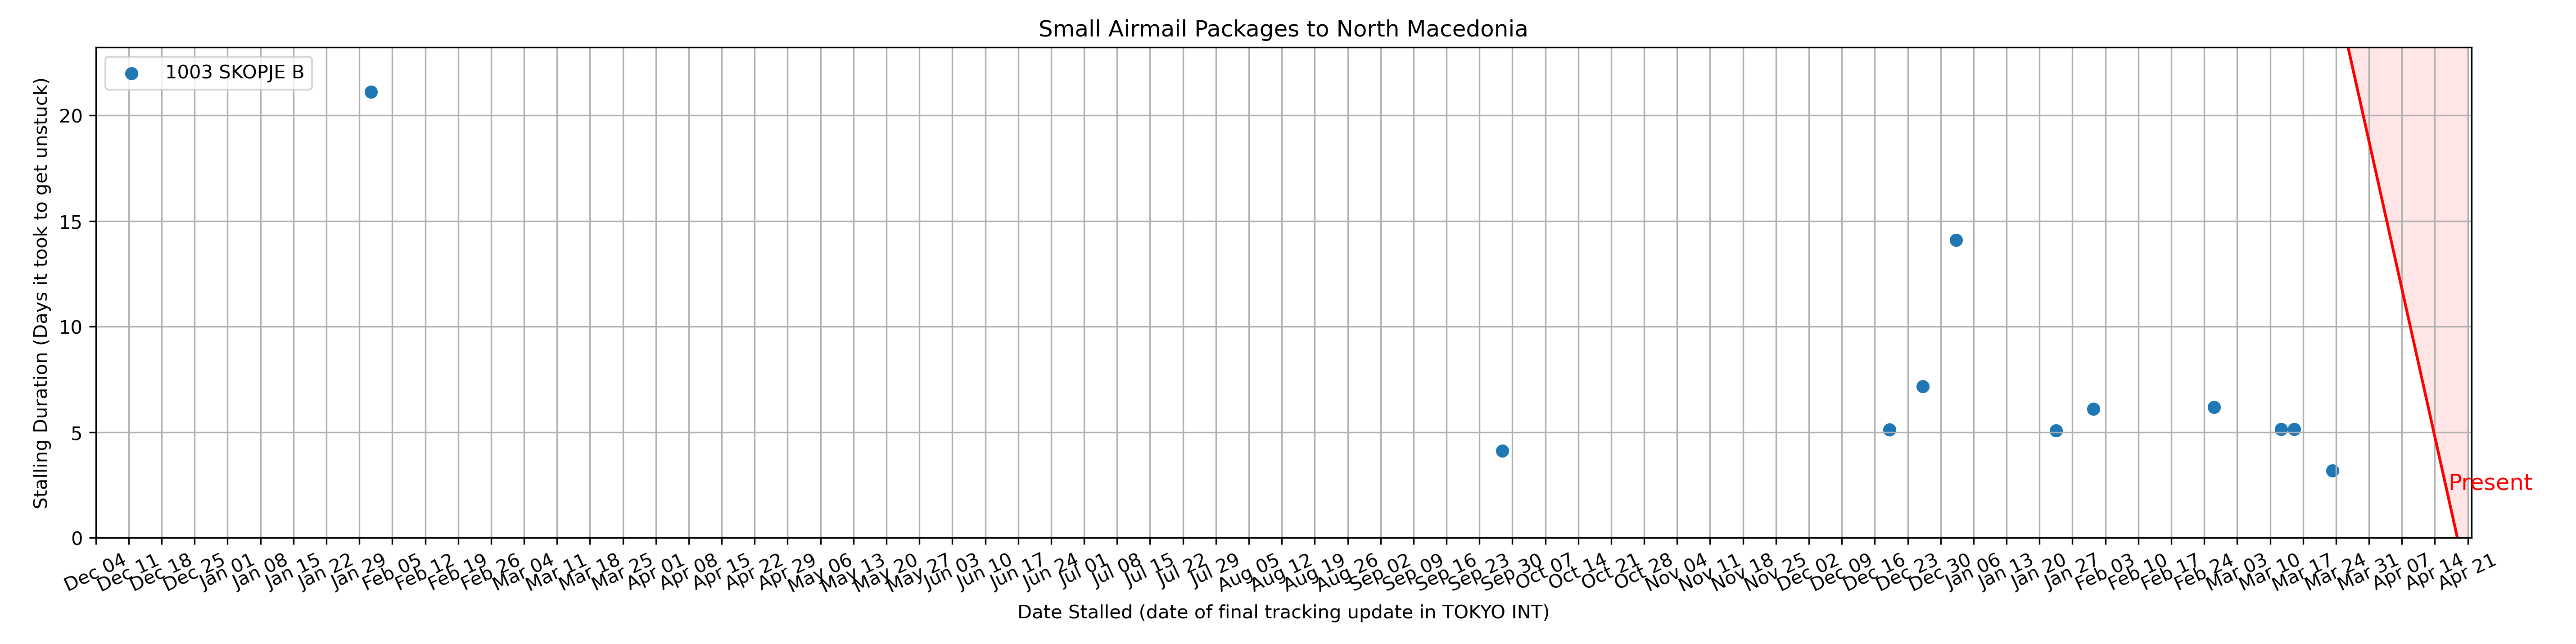 Small Airmail Packages to North Macedonia
1003 SKOPJE B
Stalling Duration (Days it took to get unstuck)
20
15
10
5
0
Present
Dec 04
Dec 11
Dec 18
Dec 25
Jan 01
Jan 08
Jan 15
Jan 22
Jan 29
Feb 05
Feb 12
Feb 19
Feb 26
Mar 04
Mar 11
Mar 18
Mar 25
Apr 01
Apr 08
Apr 15
Apr 22
Apr 29
May 06
May 13
May 20
May 27
Jun 03
Jun 10
Jun 17
Jun 24
Jul 01
Jul 08
Jul 15
Jul 22
Jul 29
Aug 05
Aug 12
Aug 19
Aug 26
Sep 02
Sep 09
Sep 16
Sep 23
Sep 30
Oct 07
Oct 14
Oct 21
Oct 28
Nov 04
Nov 11
Nov 18
Nov 25
Dec 02
Dec 09
Dec 16
Dec 23
Dec 30
Jan 06
Jan 13
Jan 20
Jan 27
Feb 03
Feb 10
Feb 17
Feb 24
Mar 03
Mar 10
Mar 17
Mar 24
Mar 31
Apr 07
Apr 14
Apr 21
Date Stalled (date of final tracking update in TOKYO INT)